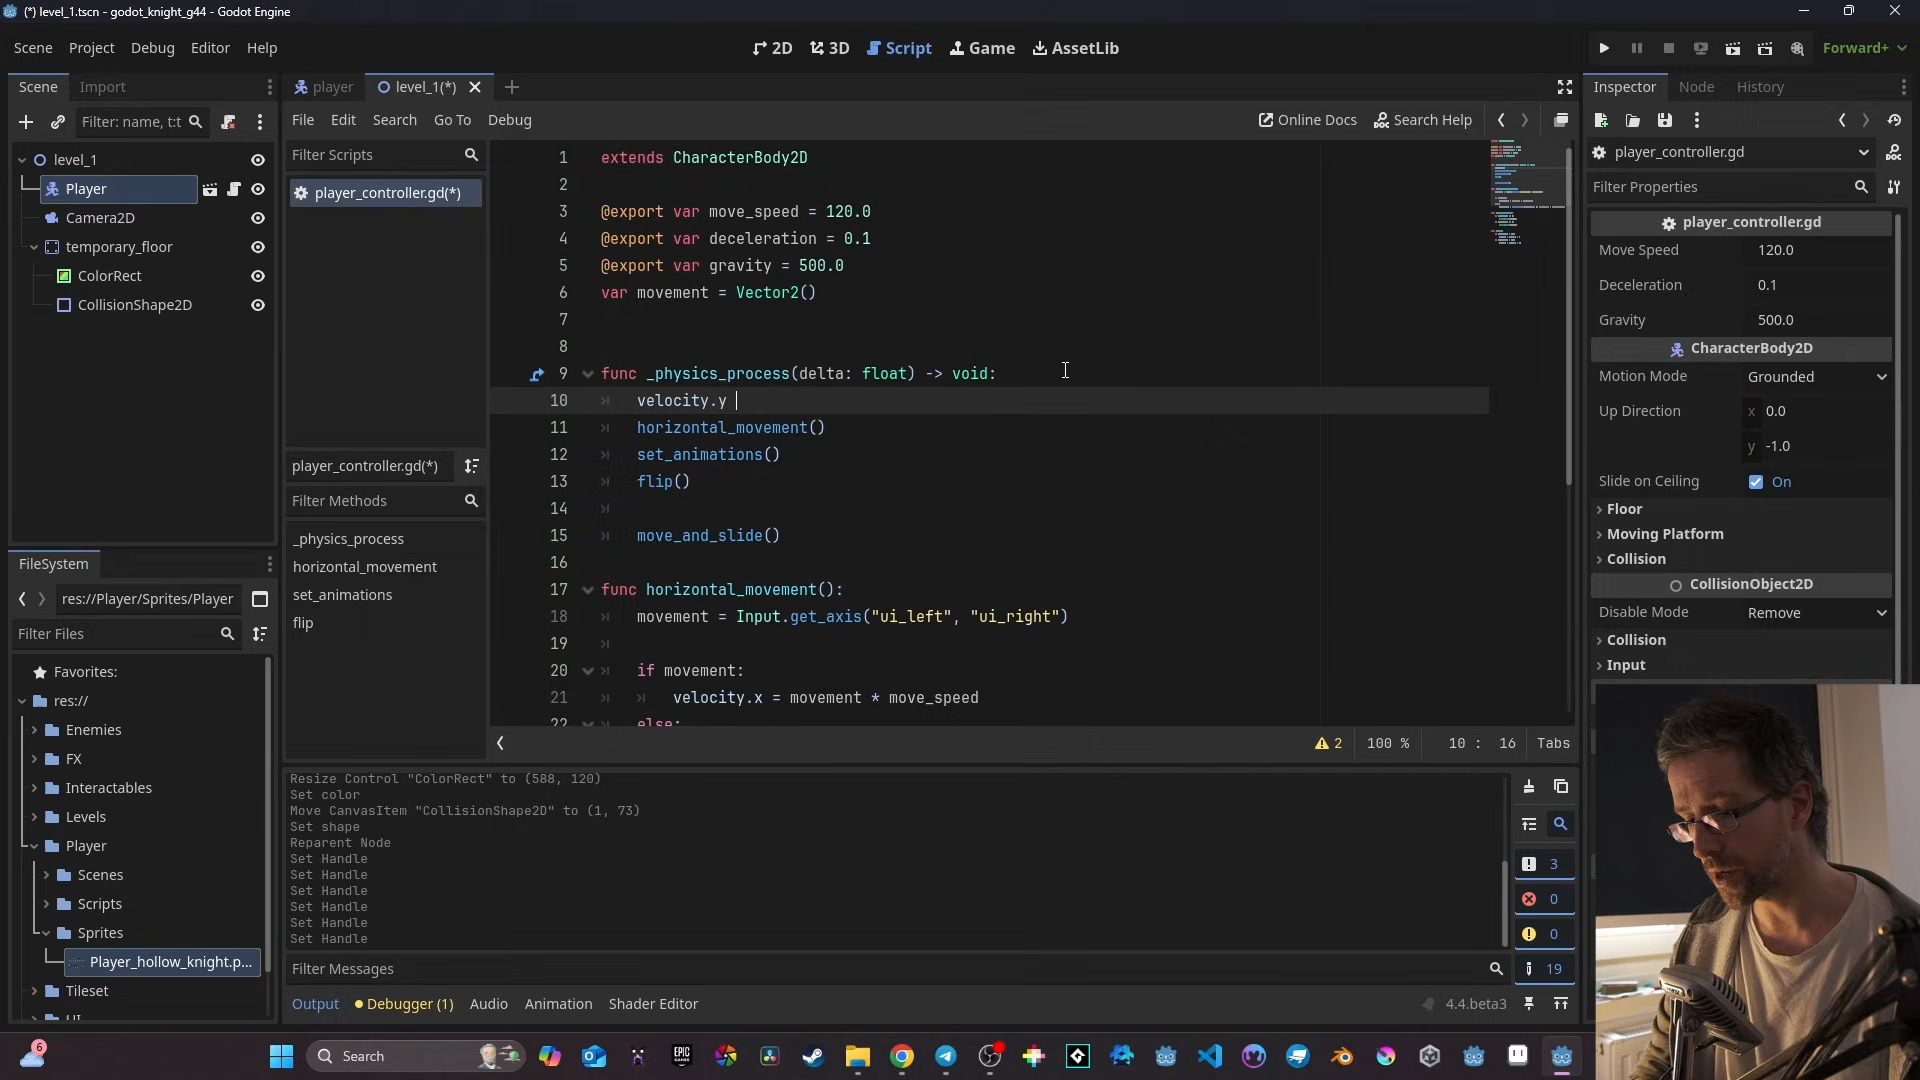 (*) level_1.tscn - godot_knight_g44 - Godot Engine
Scene Project Debug Editor Help
2D 3D Script Game AssetLib
Forward+
Scene Import
Filter: name, t:t
level_1
Player
Camera2D
temporary_floor
ColorRect
CollisionShape2D
FileSystem
res://Player/Sprites/Player
Filter Files
Favorites:
res://
Enemies
FX
Interactables
Levels
Player
Scenes
Scripts
Sprites
Player_hollow_knight.p...
Tileset
UI
player level_1(*)
File Edit Search Go To Debug
Online Docs Search Help
Filter Scripts
player_controller.gd(*)
player_controller.gd(*)
Filter Methods
_physics_process
horizontal_movement
set_animations
flip
1 extends CharacterBody2D
2
3 @export var move_speed = 120.0
4 @export var deceleration = 0.1
5 @export var gravity = 500.0
6 var movement = Vector2()
7
8
9 func _physics_process(delta: float) -> void:
10 velocity.y
11 horizontal_movement()
12 set_animations()
13 flip()
14
15 move_and_slide()
16
17 func horizontal_movement():
18 movement = Input.get_axis("ui_left", "ui_right")
19
20 if movement:
21 velocity.x = movement * move_speed
22 else:
2 100 % 10 : 16 Tabs
Resize Control "ColorRect" to (588, 120)
Set color
Move CanvasItem "CollisionShape2D" to (1, 73)
Set shape
Reparent Node
Set Handle
Set Handle
Set Handle
Set Handle
Set Handle
Set Handle
3
0
0
19
Filter Messages
Output Debugger (1) Audio Animation Shader Editor
4.4.beta3
Inspector Node History
player_controller.gd
Filter Properties
player_controller.gd
Move Speed 120.0
Deceleration 0.1
Gravity 500.0
CharacterBody2D
Motion Mode Grounded
Up Direction x 0.0
y -1.0
Slide on Ceiling On
Floor
Moving Platform
Collision
CollisionObject2D
Disable Mode Remove
Collision
Input
6
Search
EPIC GAMES